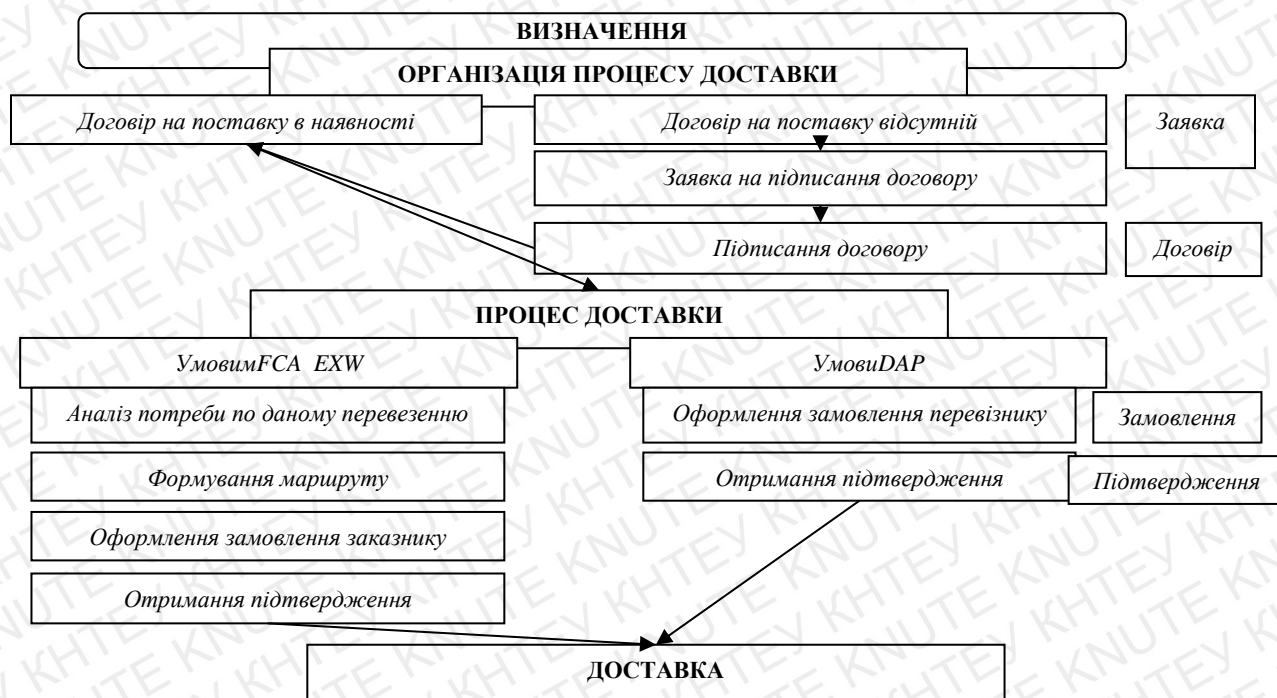 ВИЗНАЧЕННЯ
ОРГАНІЗАЦІЯ ПРОЦЕСУ ДОСТАВКИ
Договір на поставку в наявності
Договір на поставку відсутній
Заявка
Заявка на підписання договору
Підписання договору
Договір
ПРОЦЕС ДОСТАВКИ
УмовимFCA EXW
УмовиDAP
Аналіз потреби по даному перевезенню
Оформлення замовлення перевізнику
Замовлення
Формування маршруту
Отримання підтвердження
Підтвердження
Оформлення замовлення заказнику
Отримання підтвердження
ДОСТАВКА